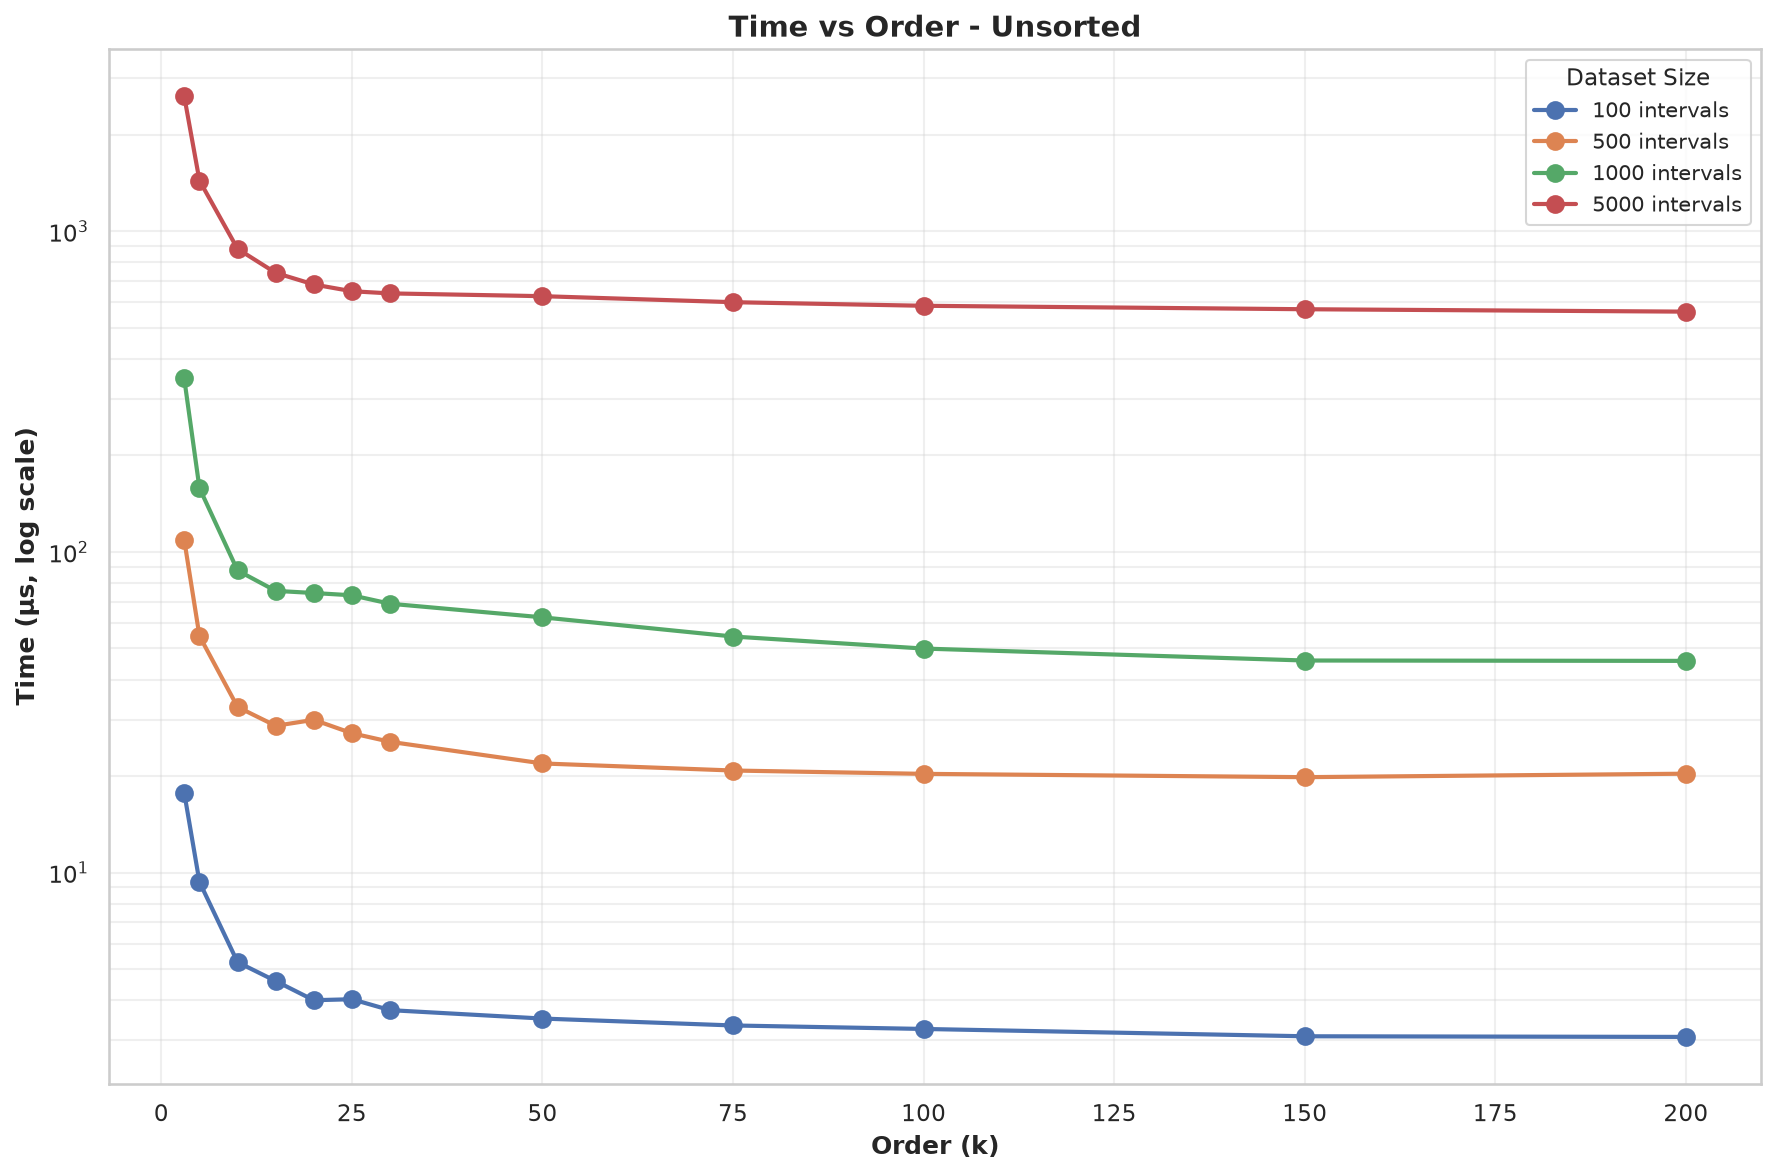 Time vs Order - Unsorted
Dataset Size
100 intervals
500 intervals
1000 intervals
5000 intervals
Time (µs, log scale)
10³
10²
10¹
0 25 50 75 100 125 150 175 200
Order (k)